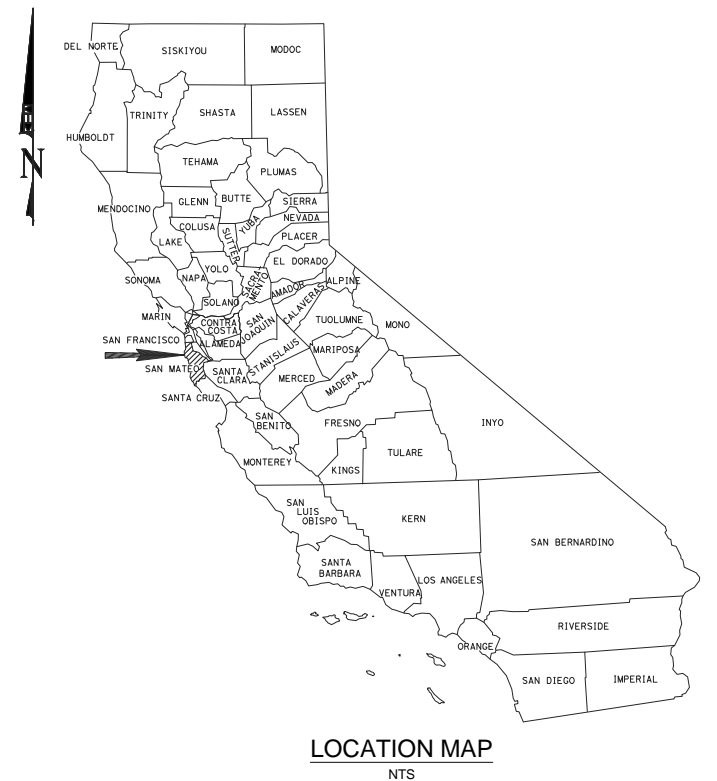 DEL NORTE
SISKIYOU
MODOC
TRINITY
SHASTA
LASSEN
HUMBOLDT
N
TEHAMA
PLUMAS
MENDOCINO
GLENN
BUTTE
SIERRA
NEVADA
COLUSA
YUBA
PLACER
SUTTER
LAKE
EL DORADO
YOLO
SONOMA
NAPA
SACRA-
MENTO
AMADOR
ALPINE
SOLANO
CALAVERAS
MARIN
CONTRA
COSTA
SAN
JOAQUIN
TUOLUMNE
MONO
SAN FRANCISCO
ALAMEDA
STANISLAUS
MARIPOSA
SAN MATEO
SANTA
CLARA
MERCED
MADERA
SANTA CRUZ
SAN
BENITO
FRESNO
INYO
TULARE
MONTEREY
KINGS
SAN
LUIS
OBISPO
KERN
SAN BERNARDINO
SANTA
BARBARA
VENTURA
LOS ANGELES
RIVERSIDE
ORANGE
SAN DIEGO
IMPERIAL
LOCATION MAP
NTS